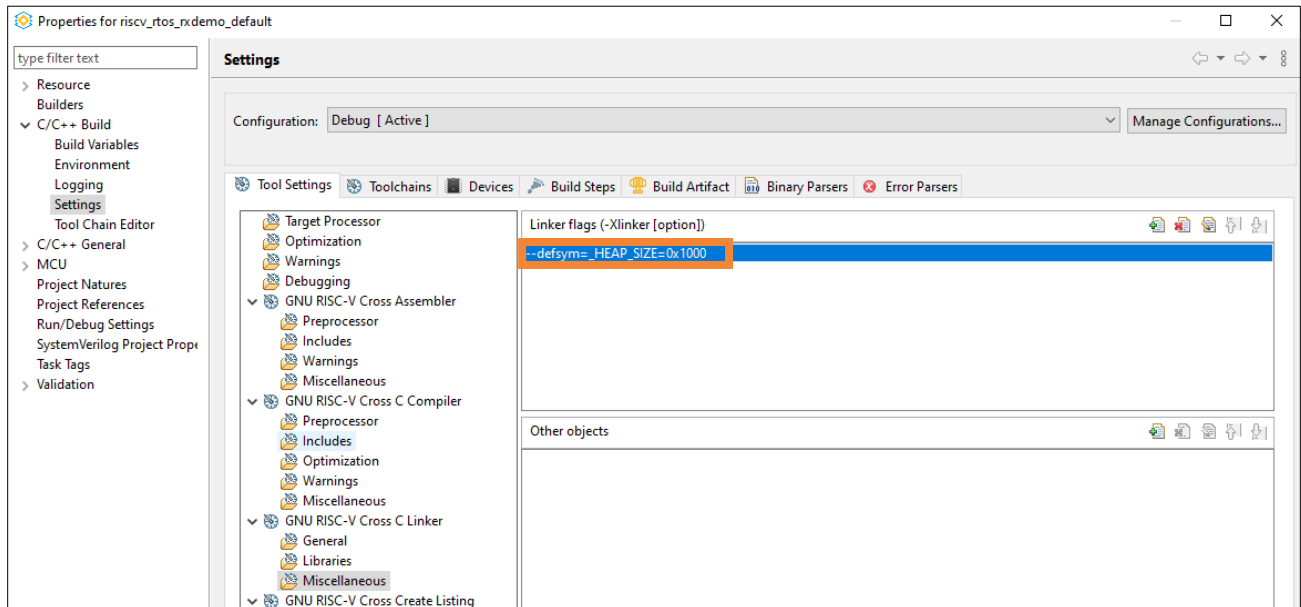 Properties for riscv_rtos_rxdemo_default
type filter text
Resource
Builders
C/C++ Build
Build Variables
Environment
Logging
Settings
Tool Chain Editor
C/C++ General
MCU
Project Natures
Project References
Run/Debug Settings
SystemVerilog Project Prope
Task Tags
Validation
Settings
Configuration: Debug [ Active ]
Manage Configurations...
Tool Settings Toolchains Devices Build Steps Build Artifact Binary Parsers Error Parsers
Target Processor
Optimization
Warnings
Debugging
GNU RISC-V Cross Assembler
Preprocessor
Includes
Warnings
Miscellaneous
GNU RISC-V Cross C Compiler
Preprocessor
Includes
Optimization
Warnings
Miscellaneous
GNU RISC-V Cross C Linker
General
Libraries
Miscellaneous
GNU RISC-V Cross Create Listing
Linker flags (-Xlinker [option])
--defsym=_HEAP_SIZE=0x1000
Other objects